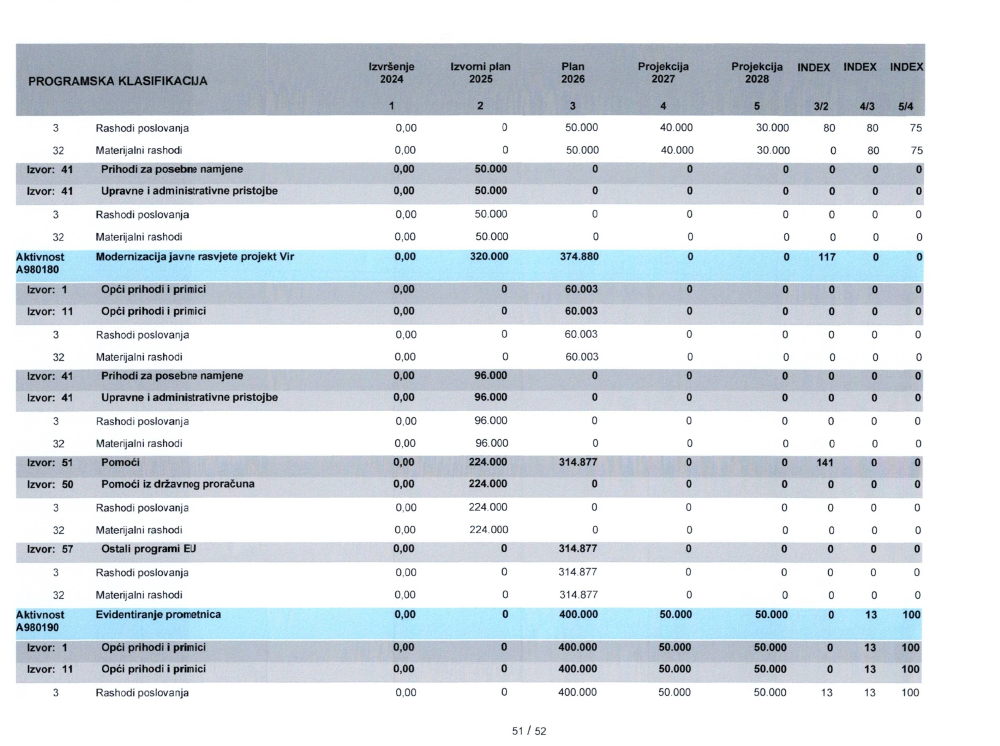 PROGRAMSKA KLASIFIKACIJA Izvršenje 2024 Izvorni plan 2025 Plan 2026 Projekcija 2027 Projekcija 2028 INDEX INDEX INDEX
1 2 3 4 5 3/2 4/3 5/4
3 Rashodi poslovanja 0,00 0 50.000 40.000 30.000 80 80 75
32 Materijalni rashodi 0,00 0 50.000 40.000 30.000 0 80 75
Izvor: 41 Prihodi za posebne namjene 0,00 50.000 0 0 0 0 0 0
Izvor: 41 Upravne i administrativne pristojbe 0,00 50.000 0 0 0 0 0 0
3 Rashodi poslovanja 0,00 50.000 0 0 0 0 0 0
32 Materijalni rashodi 0,00 50.000 0 0 0 0 0 0
Aktivnost A980180 Modernizacija javne rasvjete projekt Vir 0,00 320.000 374.880 0 0 117 0 0
Izvor: 1 Opći prihodi i primici 0,00 0 60.003 0 0 0 0 0
Izvor: 11 Opći prihodi i primici 0,00 0 60.003 0 0 0 0 0
3 Rashodi poslovanja 0,00 0 60.003 0 0 0 0 0
32 Materijalni rashodi 0,00 0 60.003 0 0 0 0 0
Izvor: 41 Prihodi za posebne namjene 0,00 96.000 0 0 0 0 0 0
Izvor: 41 Upravne i administrativne pristojbe 0,00 96.000 0 0 0 0 0 0
3 Rashodi poslovanja 0,00 96.000 0 0 0 0 0 0
32 Materijalni rashodi 0,00 96.000 0 0 0 0 0 0
Izvor: 51 Pomoći 0,00 224.000 314.877 0 0 141 0 0
Izvor: 50 Pomoći iz državnog proračuna 0,00 224.000 0 0 0 0 0 0
3 Rashodi poslovanja 0,00 224.000 0 0 0 0 0 0
32 Materijalni rashodi 0,00 224.000 0 0 0 0 0 0
Izvor: 57 Ostali programi EU 0,00 0 314.877 0 0 0 0 0
3 Rashodi poslovanja 0,00 0 314.877 0 0 0 0 0
32 Materijalni rashodi 0,00 0 314.877 0 0 0 0 0
Aktivnost A980190 Evidentiranje prometnica 0,00 0 400.000 50.000 50.000 0 13 100
Izvor: 1 Opći prihodi i primici 0,00 0 400.000 50.000 50.000 0 13 100
Izvor: 11 Opći prihodi i primici 0,00 0 400.000 50.000 50.000 0 13 100
3 Rashodi poslovanja 0,00 0 400.000 50.000 50.000 13 13 100
51 / 52